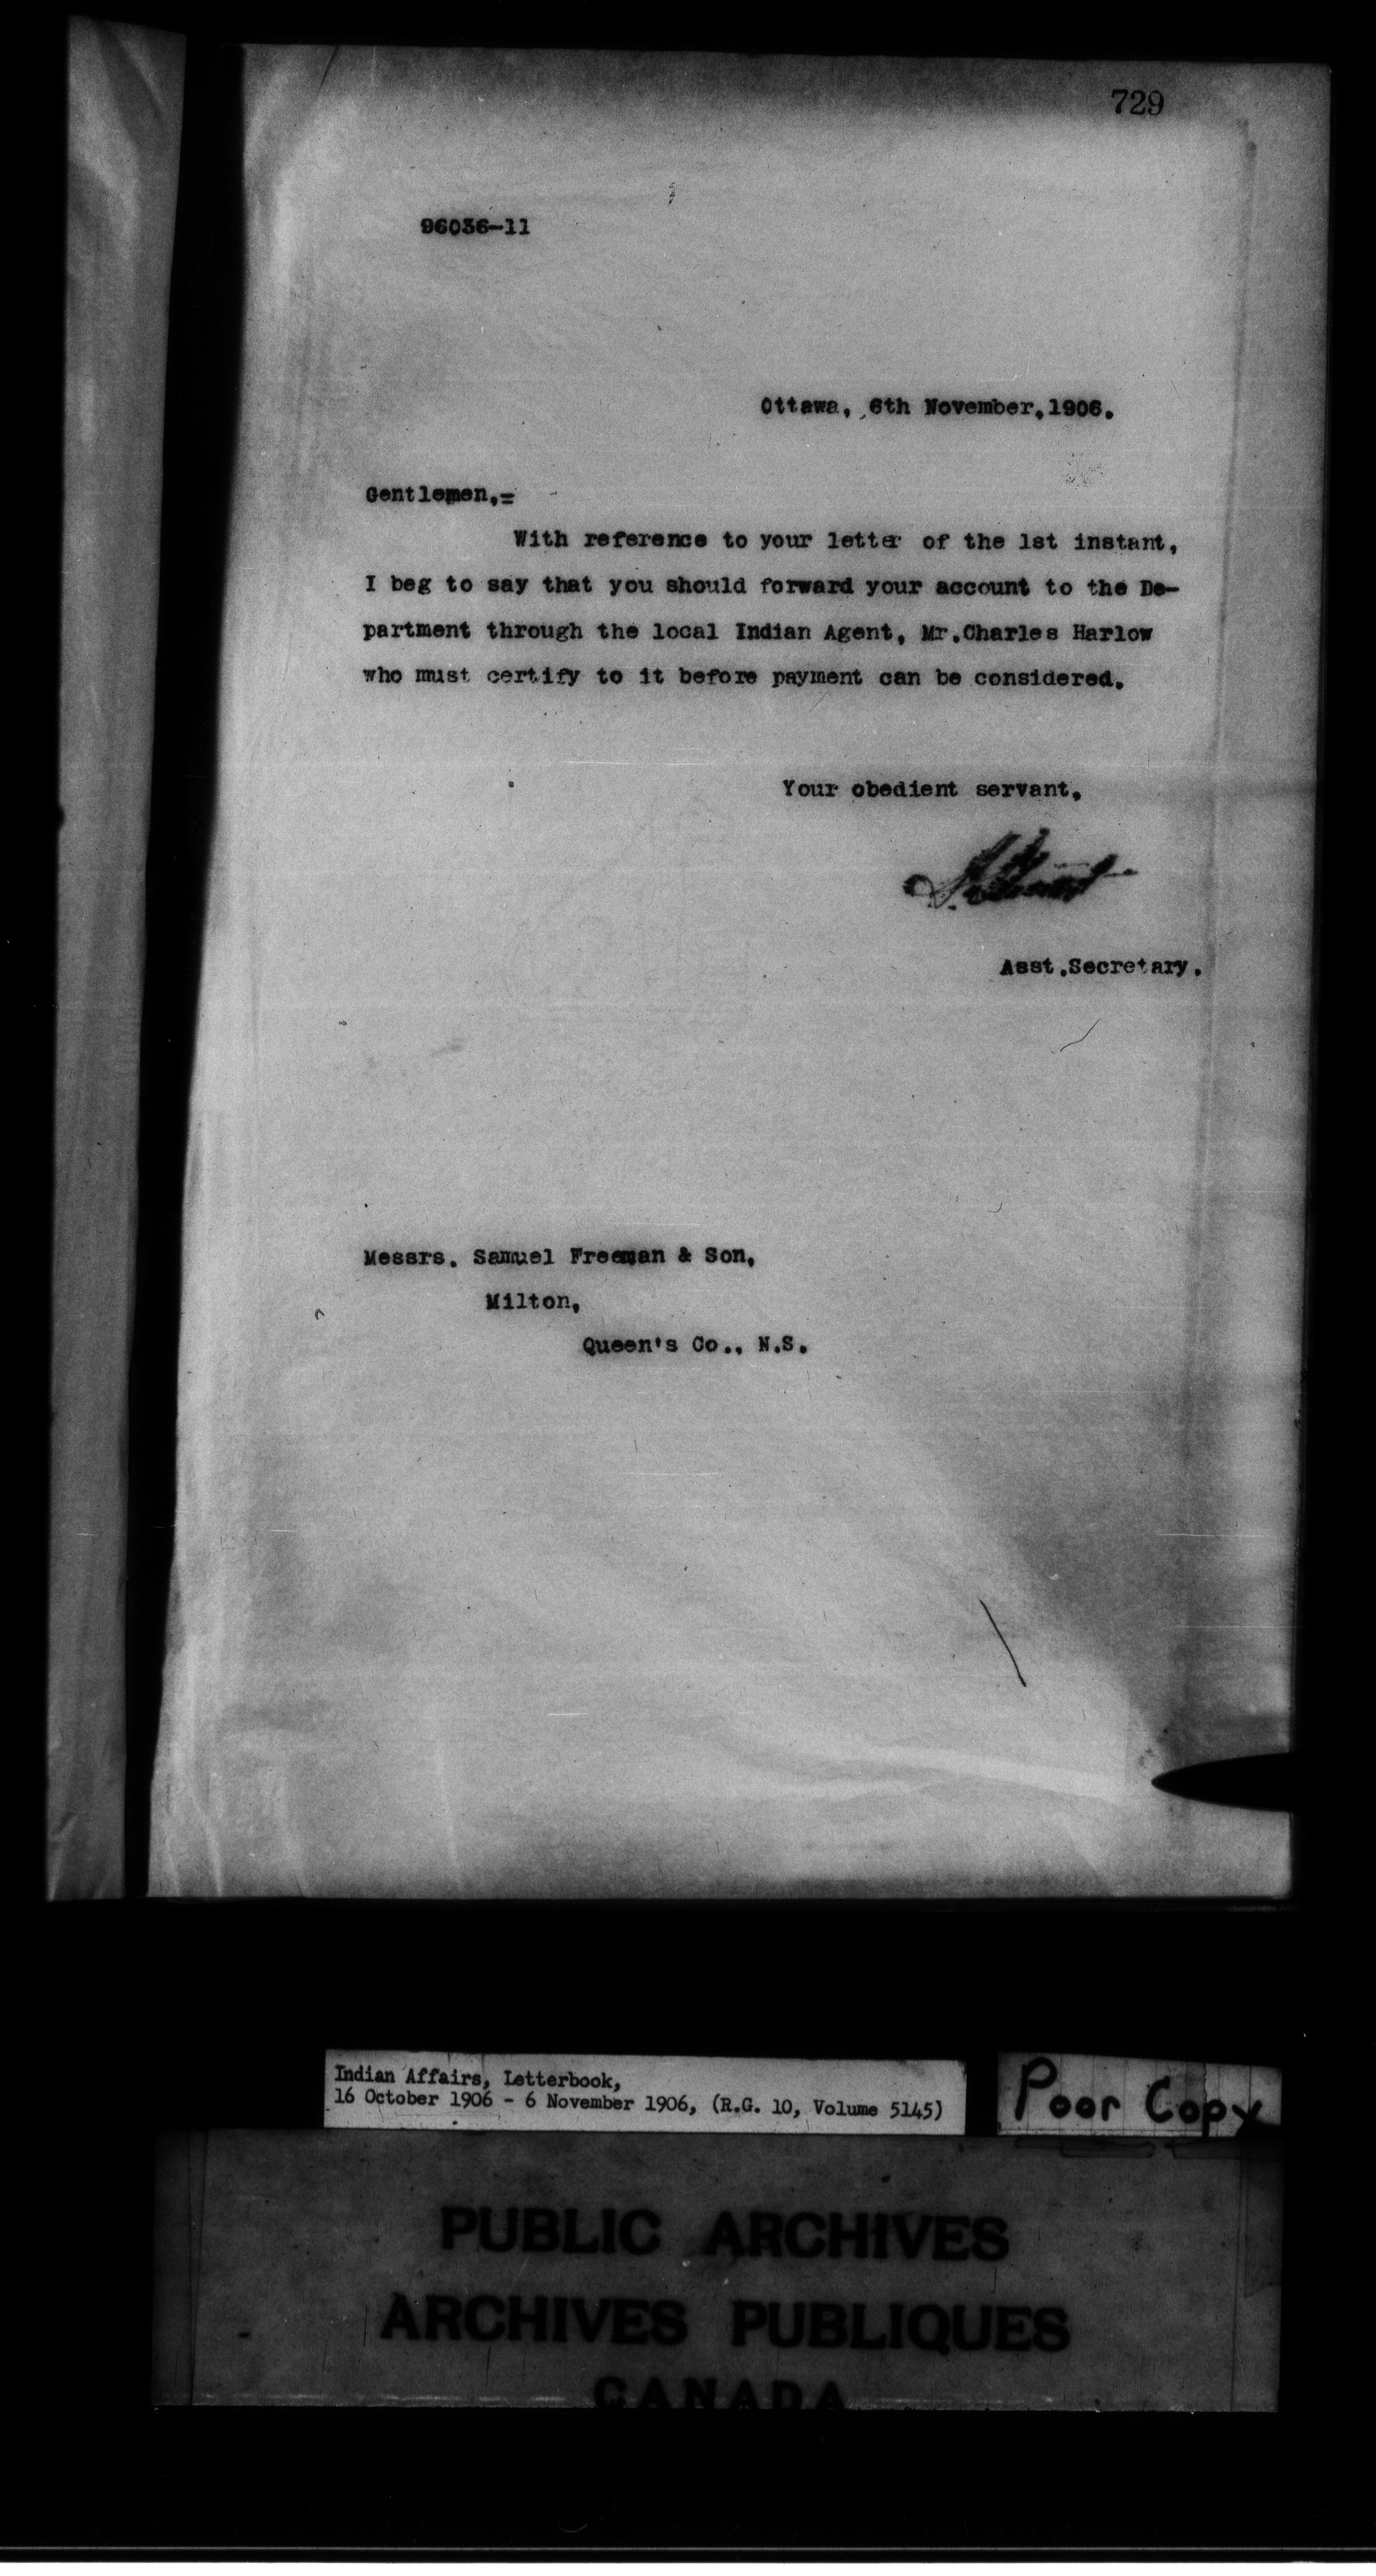 729
96036-11
Ottawa, 6th November, 1906.
Gentlemen,=
With reference to your letter of the 1st instant,
I beg to say that you should forward your account to the De-
partment through the local Indian Agent, Mr.Charles Harlow
who must certify to it before payment can be considered.
Your obedient servant,
Asst.Secretary.
Messrs. Samuel Freeman & Son,
Milton,
Queen's Co., N.S.
Indian Affairs, Letterbook,
16 October 1906 - 6 November 1906, (R.G. 10, Volume 5145)
Poor Copy
PUBLIC ARCHIVES
ARCHIVES PUBLIQUES
CANADA